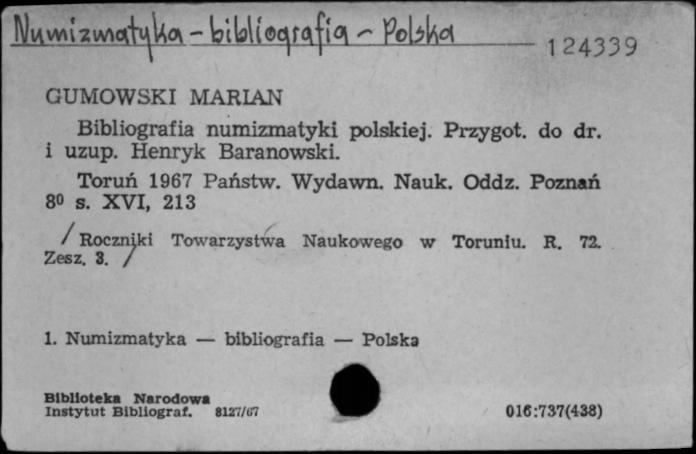 Numizmatyka - bibliografia - Polska
124339
GUMOWSKI MARIAN
Bibliografia numizmatyki polskiej. Przygot. do dr.
i uzup. Henryk Baranowski.
Toruń 1967 Państw. Wydawn. Nauk. Oddz. Poznań
8⁰ s. XVI, 213
/ Roczniki Towarzystwa Naukowego w Toruniu. R. 72.
Zesz. 3. /
1. Numizmatyka — bibliografia — Polska
Biblioteka Narodowa
Instytut Bibliograf. 8127/67
016:737(438)